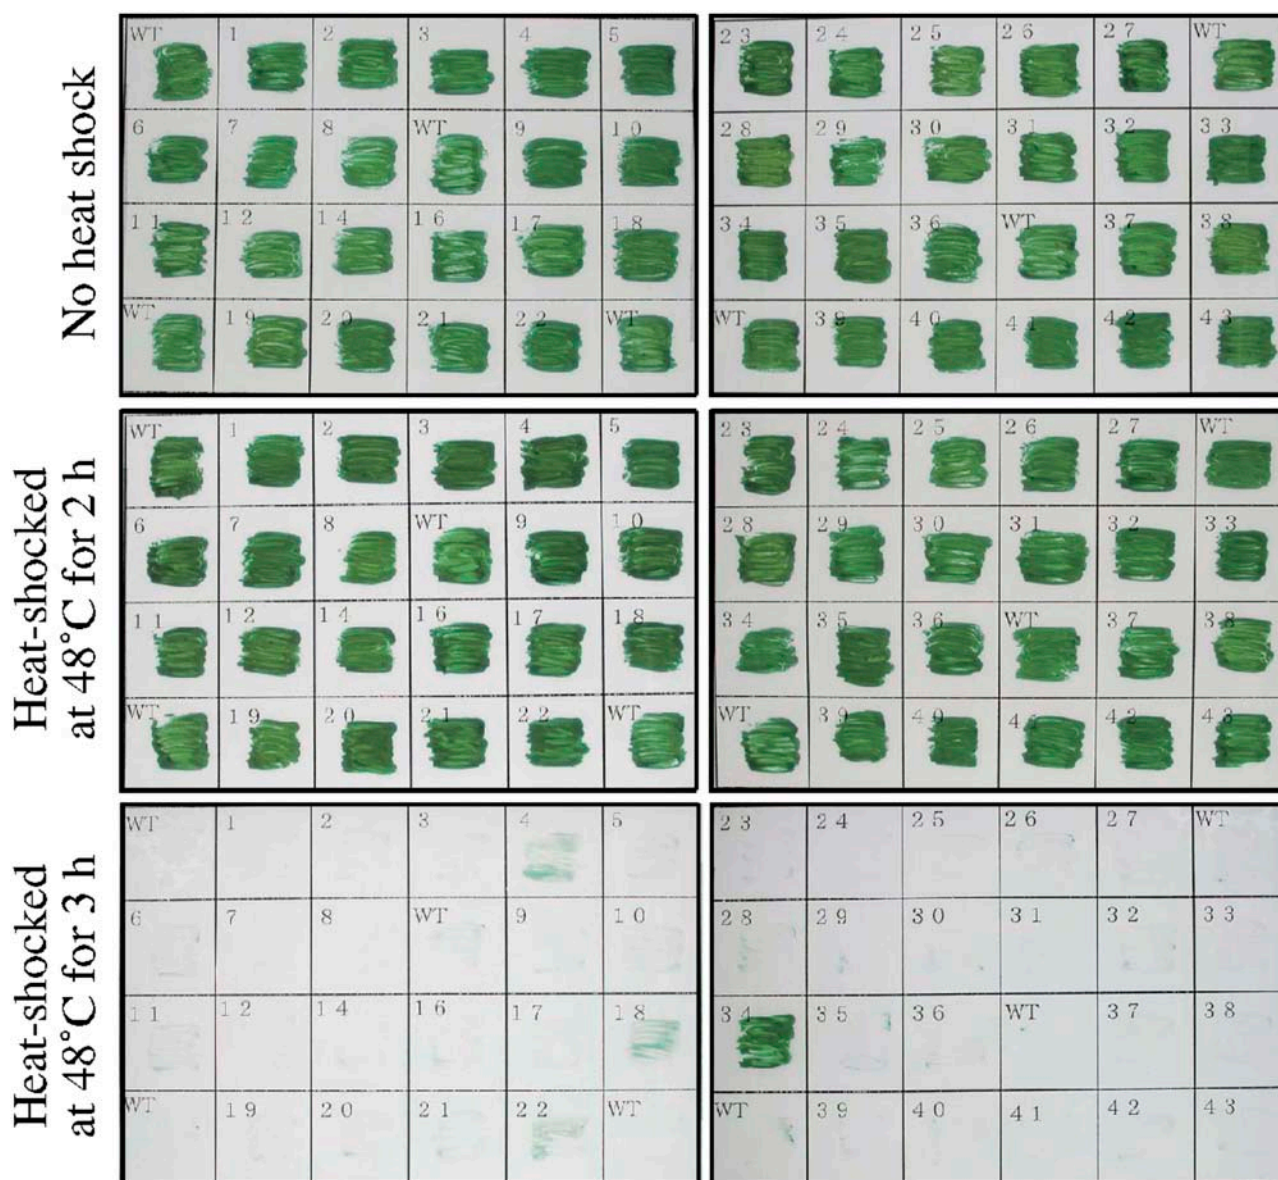 No heat shock
WT 1 2 3 4 5
6 7 8 WT 9 10
11 12 14 16 17 18
WT 19 20 21 22 WT
23 24 25 26 27 WT
28 29 30 31 32 33
34 35 36 WT 37 38
WT 39 40 41 42 43
Heat-shocked
at 48°C for 2 h
WT 1 2 3 4 5
6 7 8 WT 9 10
11 12 14 16 17 18
WT 19 20 21 22 WT
23 24 25 26 27 WT
28 29 30 31 32 33
34 35 36 WT 37 38
WT 39 40 41 42 43
Heat-shocked
at 48°C for 3 h
WT 1 2 3 4 5
6 7 8 WT 9 10
11 12 14 16 17 18
WT 19 20 21 22 WT
23 24 25 26 27 WT
28 29 30 31 32 33
34 35 36 WT 37 38
WT 39 40 41 42 43